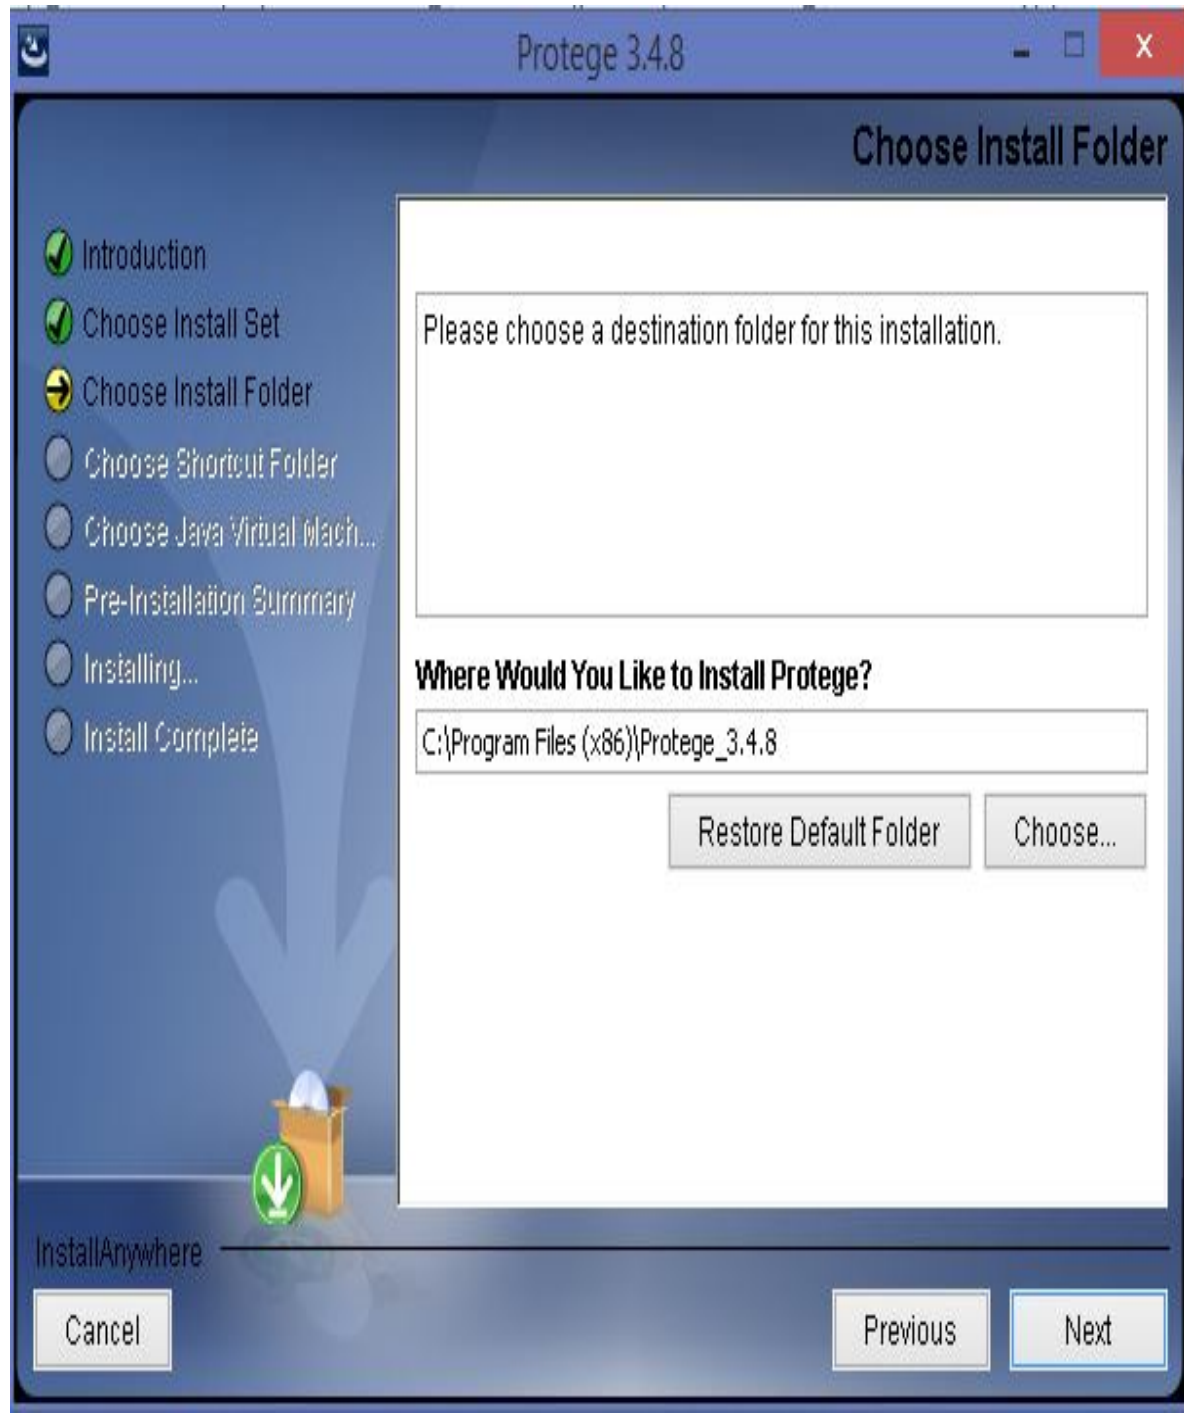 Protege 3.4.8
Choose Install Folder
Introduction
Choose Install Set
Choose Install Folder
Choose Shortcut Folder
Choose Java Virtual Mach...
Pre-Installation Summary
Installing...
Install Complete
Please choose a destination folder for this installation.
Where Would You Like to Install Protege?
C:\Program Files (x86)\Protege_3.4.8
Restore Default Folder
Choose...
InstallAnywhere
Cancel
Previous
Next